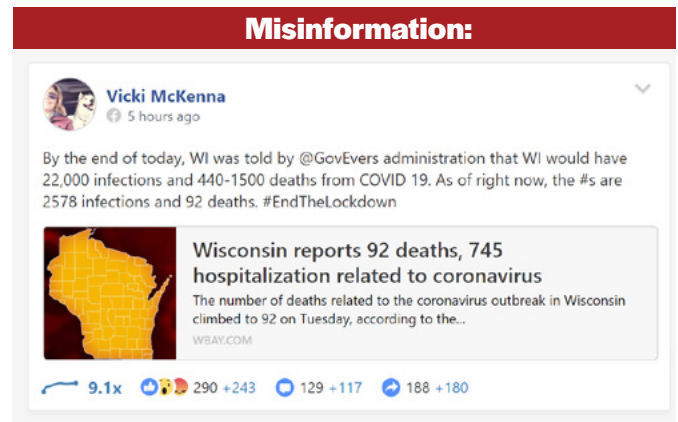 Misinformation:
Vicki McKenna
5 hours ago
By the end of today, WI was told by @GovEvers administration that WI would have
22,000 infections and 440-1500 deaths from COVID 19. As of right now, the #s are
2578 infections and 92 deaths. #EndTheLockdown
Wisconsin reports 92 deaths, 745
hospitalization related to coronavirus
The number of deaths related to the coronavirus outbreak in Wisconsin
climbed to 92 on Tuesday, according to the...
WBAY.COM
9.1x 290 +243 129 +117 188 +180